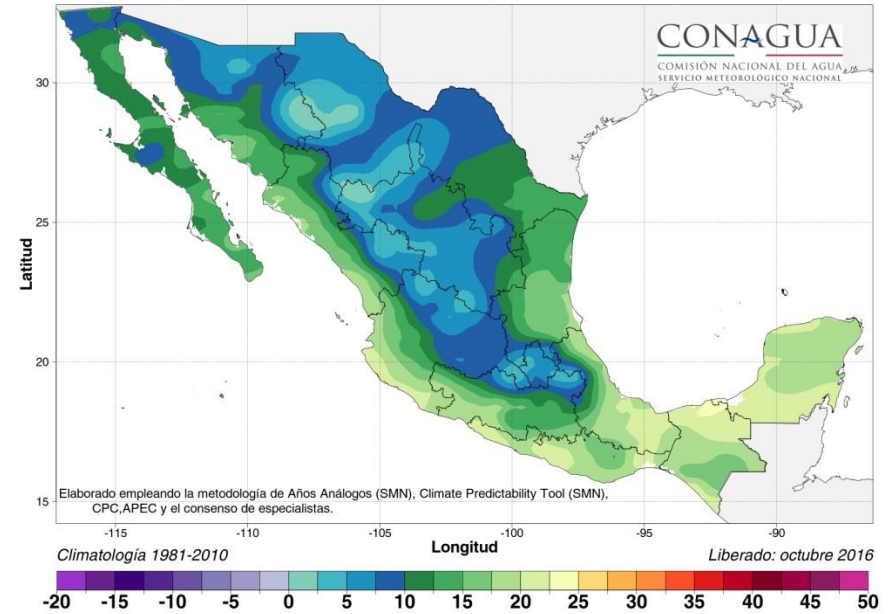 CONAGUA
COMISIÓN NACIONAL DEL AGUA
SERVICIO METEOROLÓGICO NACIONAL
30
25
20
15
Latitud
Elaborado empleando la metodología de Años Análogos (SMN), Climate Predictability Tool (SMN),
CPC,APEC y el consenso de especialistas.
-115 -110 -105 -100 -95 -90
Longitud
Climatología 1981-2010 Liberado: octubre 2016
-20 -15 -10 -5 0 5 10 15 20 25 30 35 40 45 50